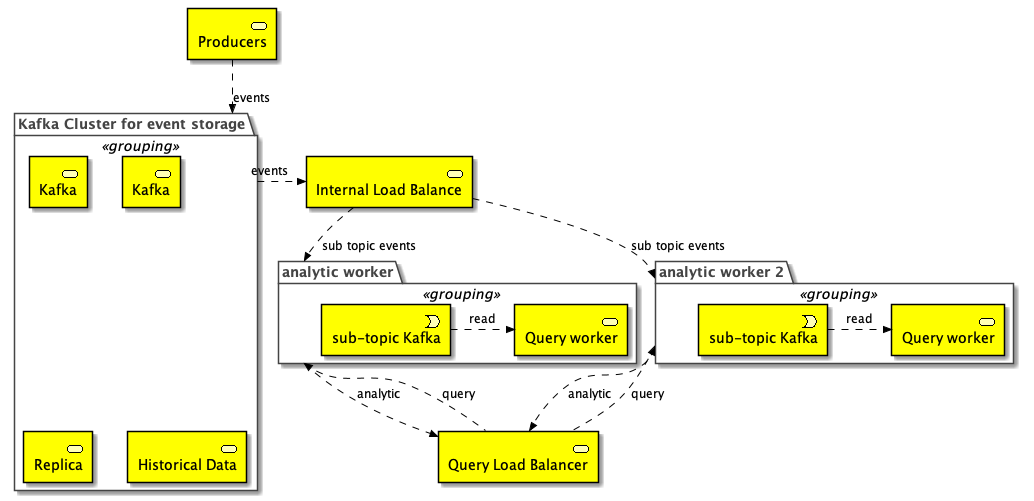 Producers
events
Kafka Cluster for event storage
«grouping»
Kafka
Kafka
events
Internal Load Balance
sub topic events
sub topic events
analytic worker
«grouping»
sub-topic Kafka
read
Query worker
analytic worker 2
«grouping»
sub-topic Kafka
read
Query worker
analytic
query
analytic
query
Replica
Historical Data
Query Load Balancer